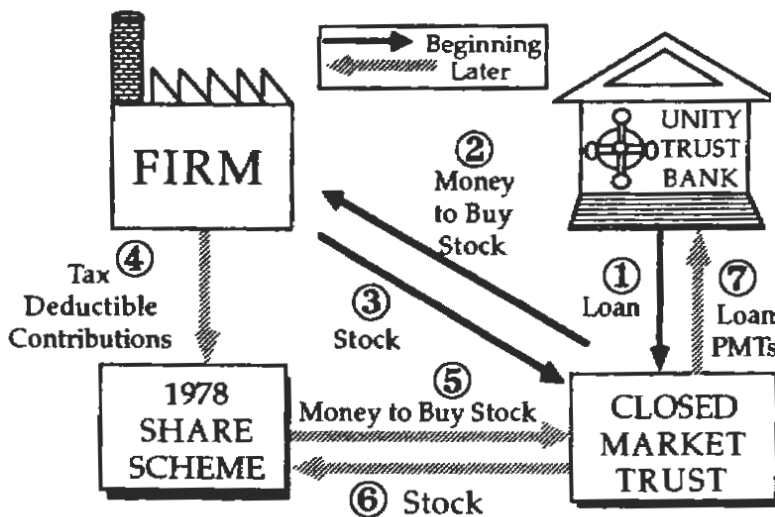 Beginning
Later
FIRM
UNITY
TRUST
BANK
②
Money
to Buy
Stock
④
Tax
Deductible
Contributions
③
Stock
①
Loan
⑦
Loan
PMTs
1978
SHARE
SCHEME
⑤
Money to Buy Stock
⑥ Stock
CLOSED
MARKET
TRUST